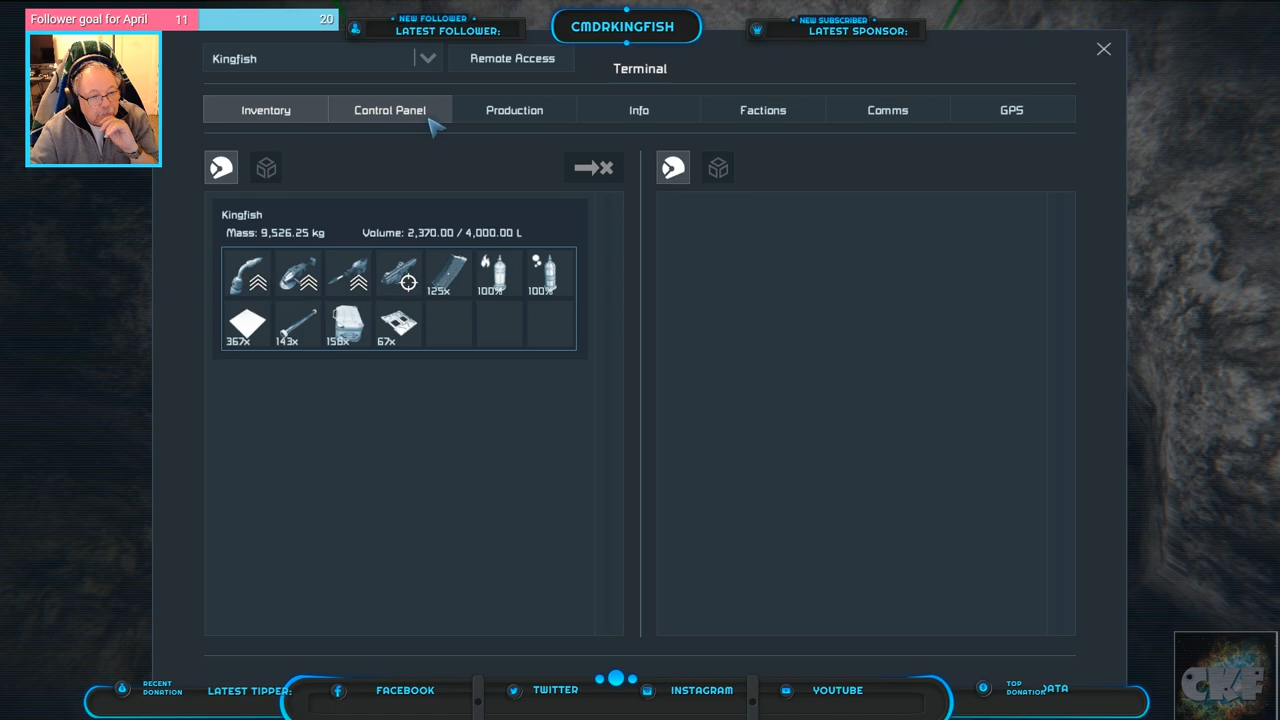 Follower goal for April 11 20
NEW FOLLOWER
LATEST FOLLOWER:
CMDRKINGFISH
NEW SUBSCRIBER
LATEST SPONSOR:
Kingfish
Remote Access
Terminal
Inventory
Control Panel
Production
Info
Factions
Comms
GPS
Kingfish
Mass: 9,526.25 kg
Volume: 2,370.00 / 4,000.00 L
125x
100%
100%
367x
143x
158x
67x
RECENT
DONATION
LATEST TIPPER:
FACEBOOK
TWITTER
INSTAGRAM
YOUTUBE
TOP
DONATION
DATA
CKF